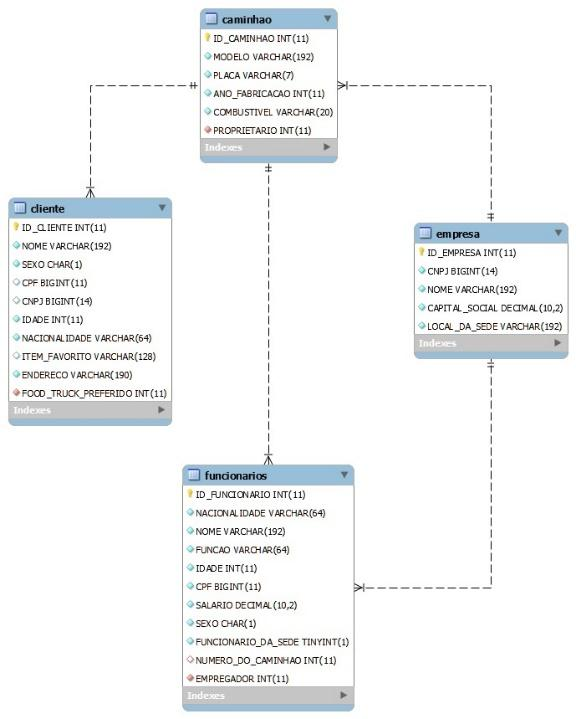 caminhao
ID_CAMINHAO INT(11)
MODELO VARCHAR(192)
PLACA VARCHAR(7)
ANO_FABRICACAO INT(11)
COMBUSTIVEL VARCHAR(20)
PROPRIETARIO INT(11)
Indexes
cliente
ID_CLIENTE INT(11)
NOME VARCHAR(192)
SEXO CHAR(1)
CPF BIGINT(11)
CNPJ BIGINT(14)
IDADE INT(11)
NACIONALIDADE VARCHAR(64)
ITEM_FAVORITO VARCHAR(128)
ENDERECO VARCHAR(190)
FOOD_TRUCK_PREFERIDO INT(11)
Indexes
empresa
ID_EMPRESA INT(11)
CNPJ BIGINT(14)
NOME VARCHAR(192)
CAPITAL_SOCIAL DECIMAL(10,2)
LOCAL_DA_SEDE VARCHAR(192)
Indexes
funcionarios
ID_FUNCIONARIO INT(11)
NACIONALIDADE VARCHAR(64)
NOME VARCHAR(192)
FUNCAO VARCHAR(64)
IDADE INT(11)
CPF BIGINT(11)
SALARIO DECIMAL(10,2)
SEXO CHAR(1)
FUNCIONARIO_DA_SEDE TINYINT(1)
NUMERO_DO_CAMINHAO INT(11)
EMPREGADOR INT(11)
Indexes